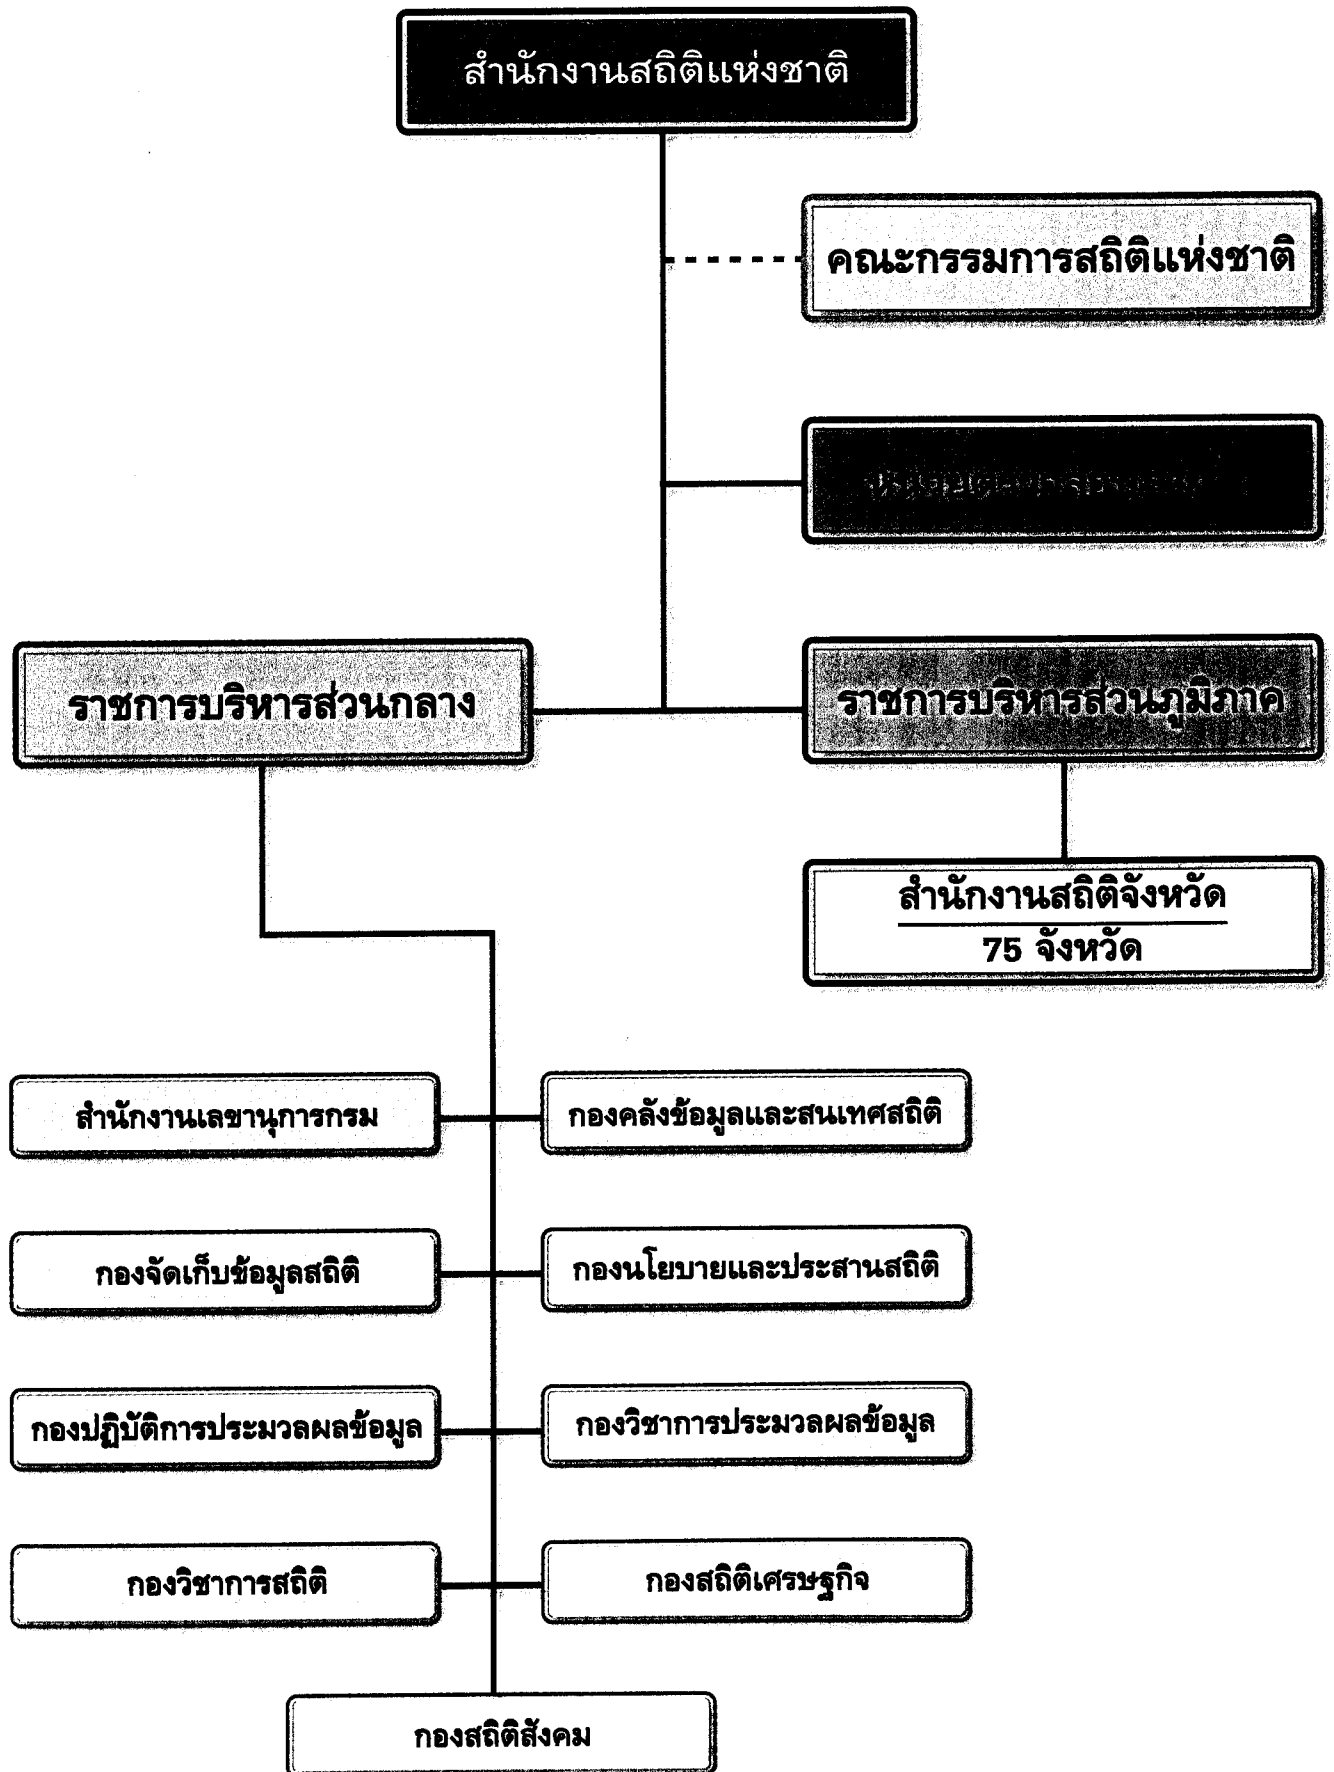 สำนักงานสถิติแห่งชาติ
คณะกรรมการสถิติแห่งชาติ
ราชการบริหารส่วนกลาง
ราชการบริหารส่วนภูมิภาค
สำนักงานสถิติจังหวัด
75 จังหวัด
สำนักงานเลขานุการกรม
กองคลังข้อมูลและสนเทศสถิติ
กองจัดเก็บข้อมูลสถิติ
กองนโยบายและประสานสถิติ
กองปฏิบัติการประมวลผลข้อมูล
กองวิชาการประมวลผลข้อมูล
กองวิชาการสถิติ
กองสถิติเศรษฐกิจ
กองสถิติสังคม